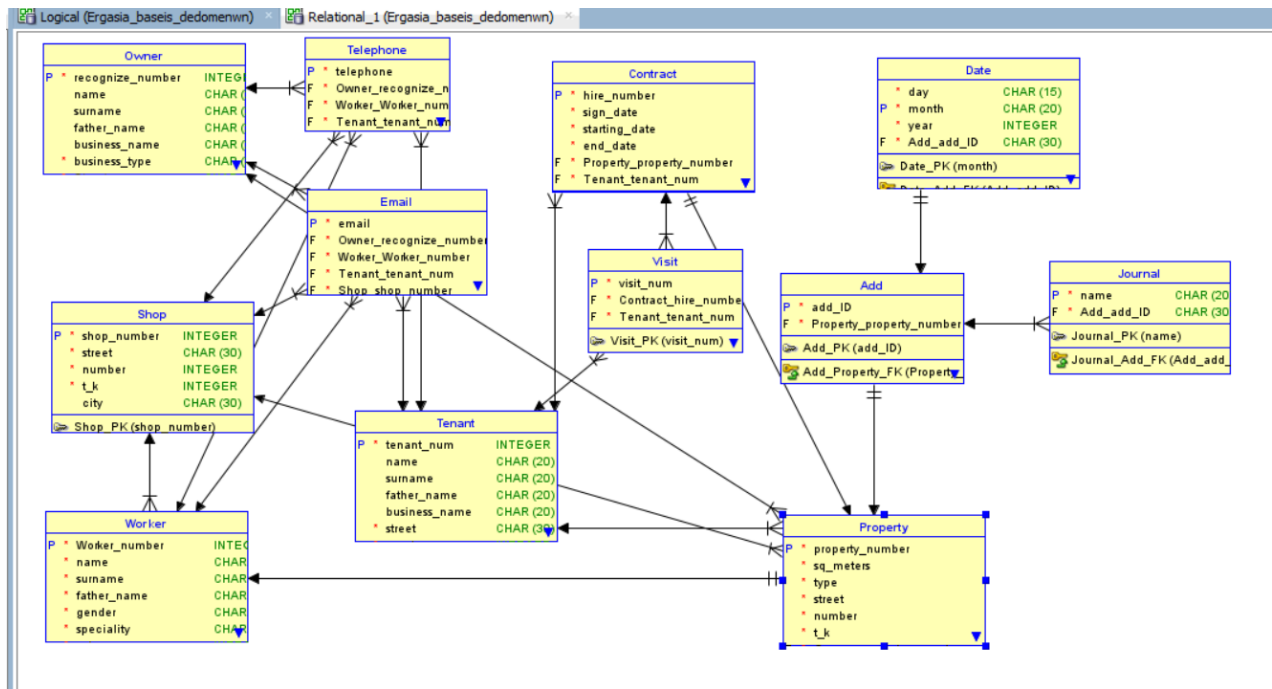 Logical (Ergasia_baseis_dedomenwn)
Relational_1 (Ergasia_baseis_dedomenwn)
Owner
P * recognize_number INTEG
name CHAR (
surname CHAR (
father_name CHAR (
business_name CHAR (
* business_type CHAR (
Telephone
P * telephone
F * Owner_recognize_n
F * Worker_Worker_num
F * Tenant_tenant_num
Contract
P * hire_number
* sign_date
* starting_date
* end_date
F * Property_property_number
F * Tenant_tenant_num
Date
* day CHAR (15)
P * month CHAR (20)
* year INTEGER
F * Add_add_ID CHAR (30)
Date_PK (month)
Email
P * email
F * Owner_recognize_number
F * Worker_Worker_number
F * Tenant_tenant_num
F * Shop_shop_number
Visit
P * visit_num
F * Contract_hire_numbe
F * Tenant_tenant_num
Visit_PK (visit_num)
Add
P * add_ID
F * Property_property_number
Add_PK (add_ID)
Add_Property_FK (Propert
Journal
P * name CHAR (20
F * Add_add_ID CHAR (30
Journal_PK (name)
Journal_Add_FK (Add_add_
Shop
P * shop_number INTEGER
* street CHAR (30)
* number INTEGER
* t_k INTEGER
city CHAR (30)
Shop_PK (shop_number)
Tenant
P * tenant_num INTEGER
name CHAR (20)
surname CHAR (20)
father_name CHAR (20)
business_name CHAR (20)
* street CHAR (30)
Worker
P * Worker_number INTEG
* name CHAR
* surname CHAR
* father_name CHAR
* gender CHAR
* speciality CHAR
Property
P * property_number
* sq_meters
* type
* street
* number
* t_k